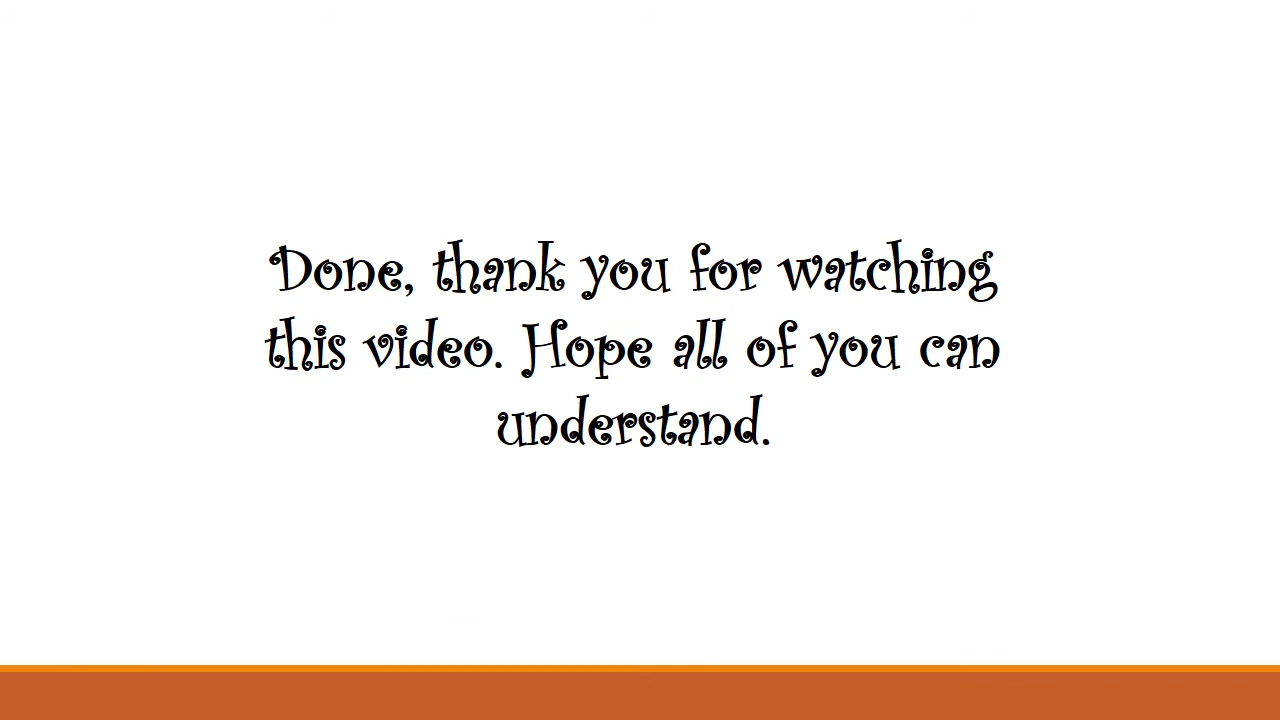 Done, thank you for watching
this video. Hope all of you can
understand.